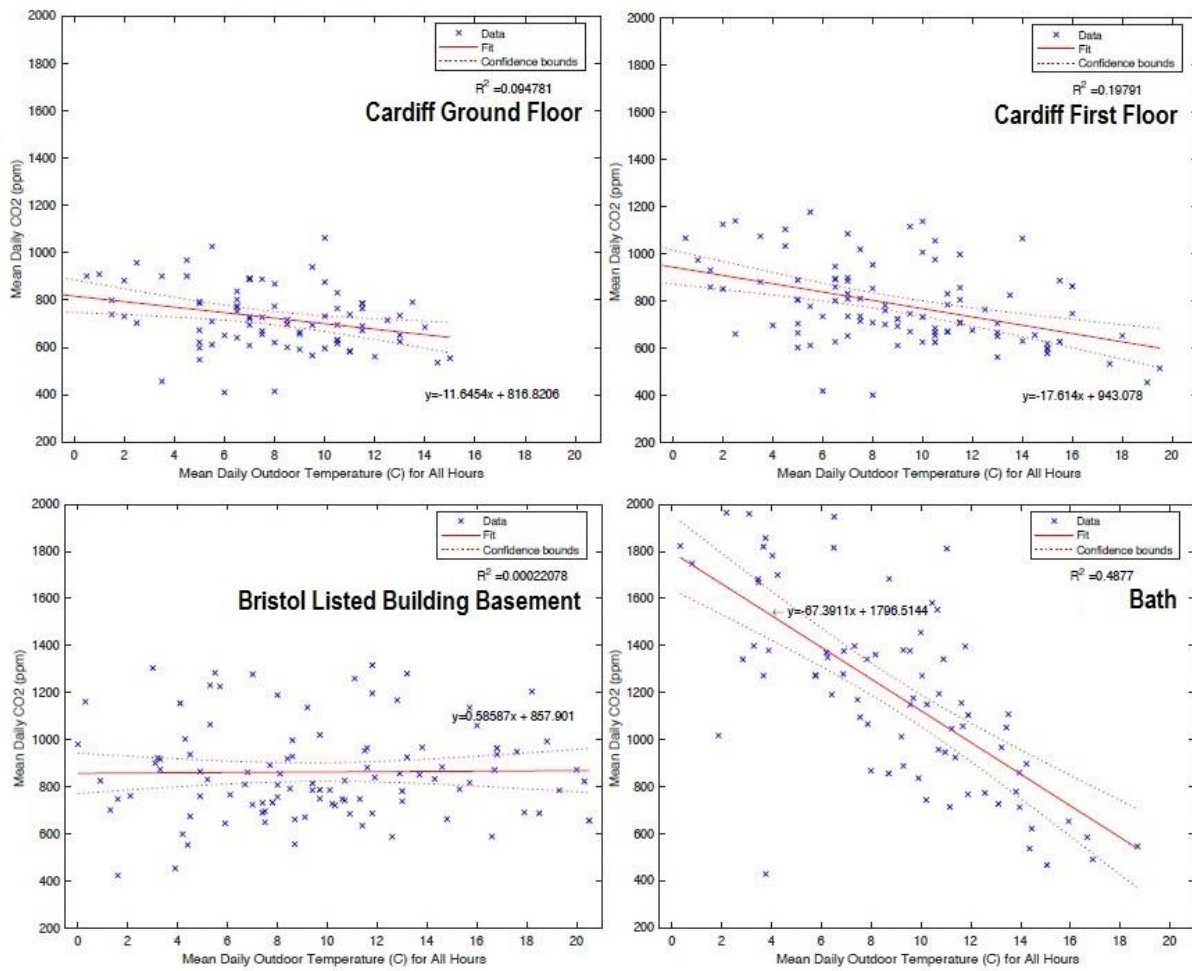 2000
1800
1600
1400
1200
1000
800
600
400
200
Mean Daily CO2 (ppm)
Data
Fit
Confidence bounds
R² =0.094781
Cardiff Ground Floor
y=-11.6454x + 816.8206
0 2 4 6 8 10 12 14 16 18 20
Mean Daily Outdoor Temperature (C) for All Hours
2000
1800
1600
1400
1200
1000
800
600
400
200
Mean Daily CO2 (ppm)
Data
Fit
Confidence bounds
R² =0.19791
Cardiff First Floor
y=-17.614x + 943.078
0 2 4 6 8 10 12 14 16 18 20
Mean Daily Outdoor Temperature (C) for All Hours
2000
1800
1600
1400
1200
1000
800
600
400
200
Mean Daily CO2 (ppm)
Data
Fit
Confidence bounds
R² =0.00022078
Bristol Listed Building Basement
y=0.58587x + 857.901
0 2 4 6 8 10 12 14 16 18 20
Mean Daily Outdoor Temperature (C) for All Hours
2000
1800
1600
1400
1200
1000
800
600
400
200
Mean Daily CO2 (ppm)
Data
Fit
Confidence bounds
R² =0.4877
Bath
← y=-67.3911x + 1796.5144
0 2 4 6 8 10 12 14 16 18 20
Mean Daily Outdoor Temperature (C) for All Hours